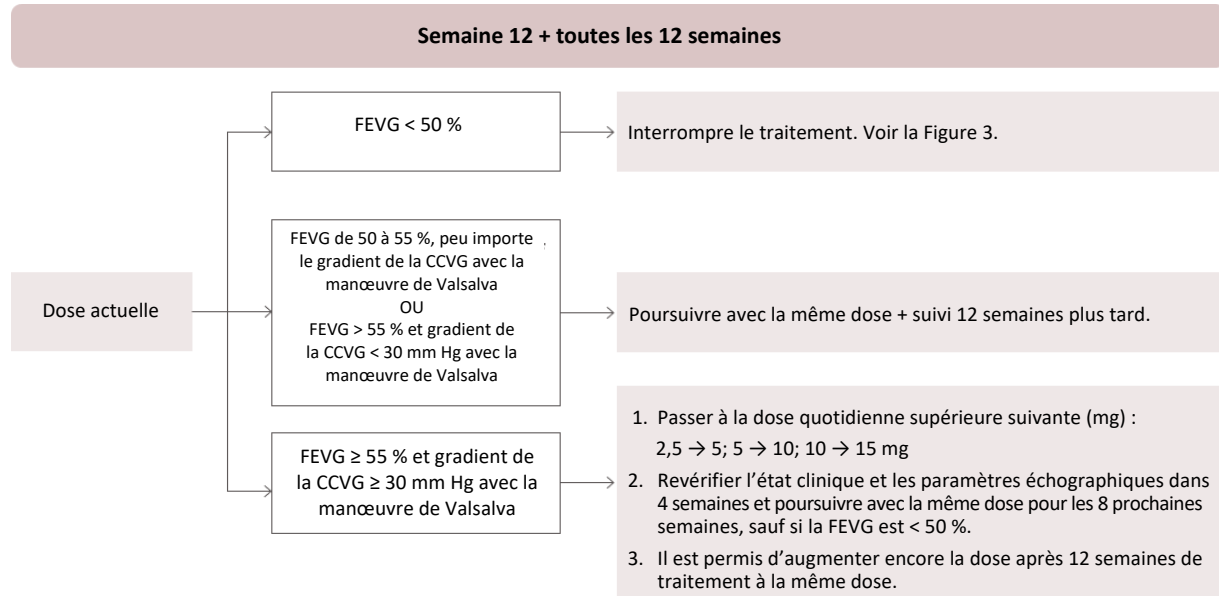 Semaine 12 + toutes les 12 semaines
FEVG < 50 %
Interrompre le traitement. Voir la Figure 3.
Dose actuelle
FEVG de 50 à 55 %, peu importe
le gradient de la CCVG avec la
manœuvre de Valsalva
OU
FEVG > 55 % et gradient de
la CCVG < 30 mm Hg avec la
manœuvre de Valsalva
Poursuivre avec la même dose + suivi 12 semaines plus tard.
FEVG ≥ 55 % et gradient de
la CCVG ≥ 30 mm Hg avec la
manœuvre de Valsalva
1. Passer à la dose quotidienne supérieure suivante (mg) :
2,5 → 5; 5 → 10; 10 → 15 mg
2. Revérifier l’état clinique et les paramètres échographiques dans
4 semaines et poursuivre avec la même dose pour les 8 prochaines
semaines, sauf si la FEVG est < 50 %.
3. Il est permis d’augmenter encore la dose après 12 semaines de
traitement à la même dose.